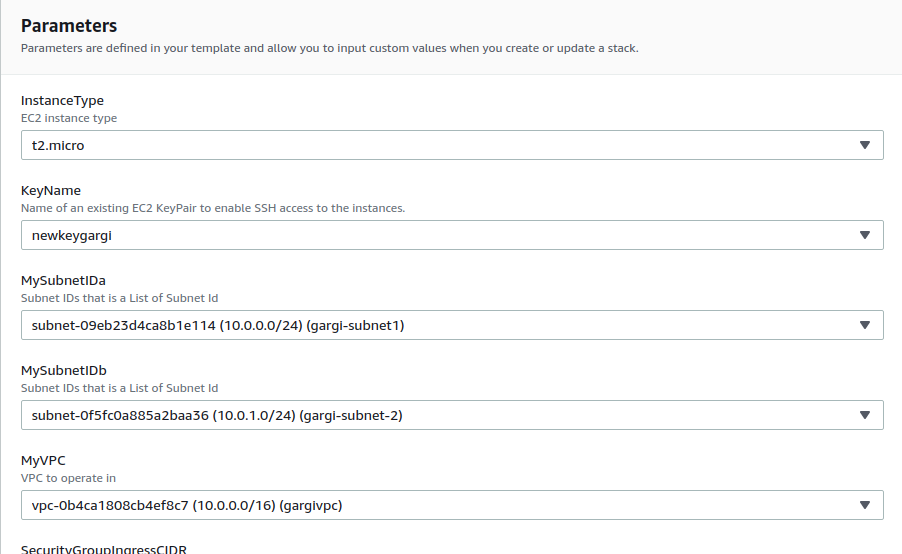 Parameters
Parameters are defined in your template and allow you to input custom values when you create or update a stack.
InstanceType
EC2 instance type
t2.micro
KeyName
Name of an existing EC2 KeyPair to enable SSH access to the instances.
newkeygargi
MySubnetIDa
Subnet IDs that is a List of Subnet Id
subnet-09eb23d4ca8b1e114 (10.0.0.0/24) (gargi-subnet1)
MySubnetIDb
Subnet IDs that is a List of Subnet Id
subnet-0f5fc0a885a2baa36 (10.0.1.0/24) (gargi-subnet-2)
MyVPC
VPC to operate in
vpc-0b4ca1808cb4ef8c7 (10.0.0.0/16) (gargivpc)
SecurityGroupIngressCIDR